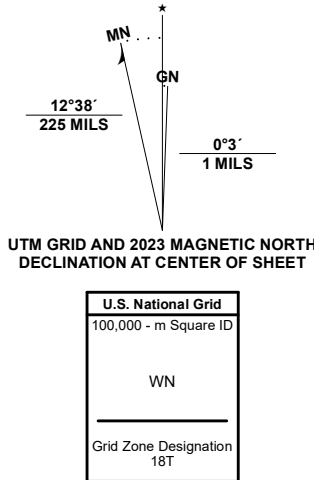 ★
MN
GN
12°38´
225 MILS
0°3´
1 MILS
UTM GRID AND 2023 MAGNETIC NORTH
DECLINATION AT CENTER OF SHEET
U.S. National Grid
100,000 - m Square ID
WN
Grid Zone Designation
18T